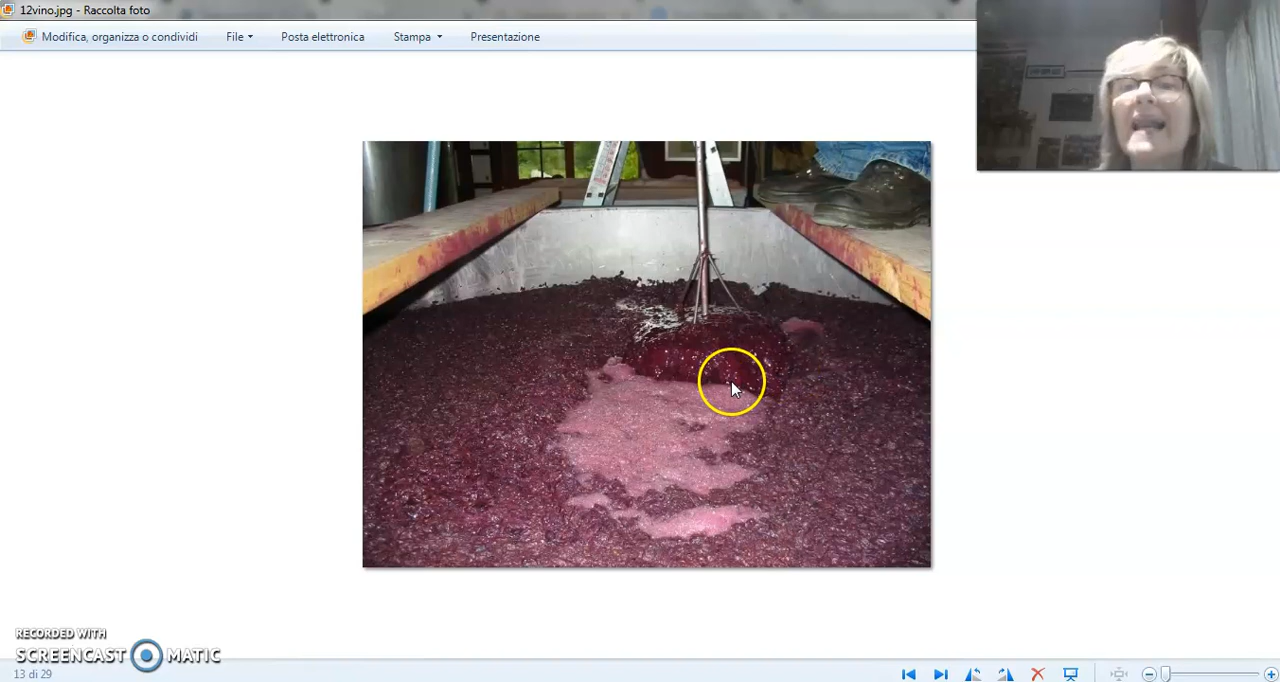 12vino.jpg - Raccolta foto
Modifica, organizza o condividi File Posta elettronica Stampa Presentazione
RECORDED WITH
SCREENCAST MATIC
13 di 29